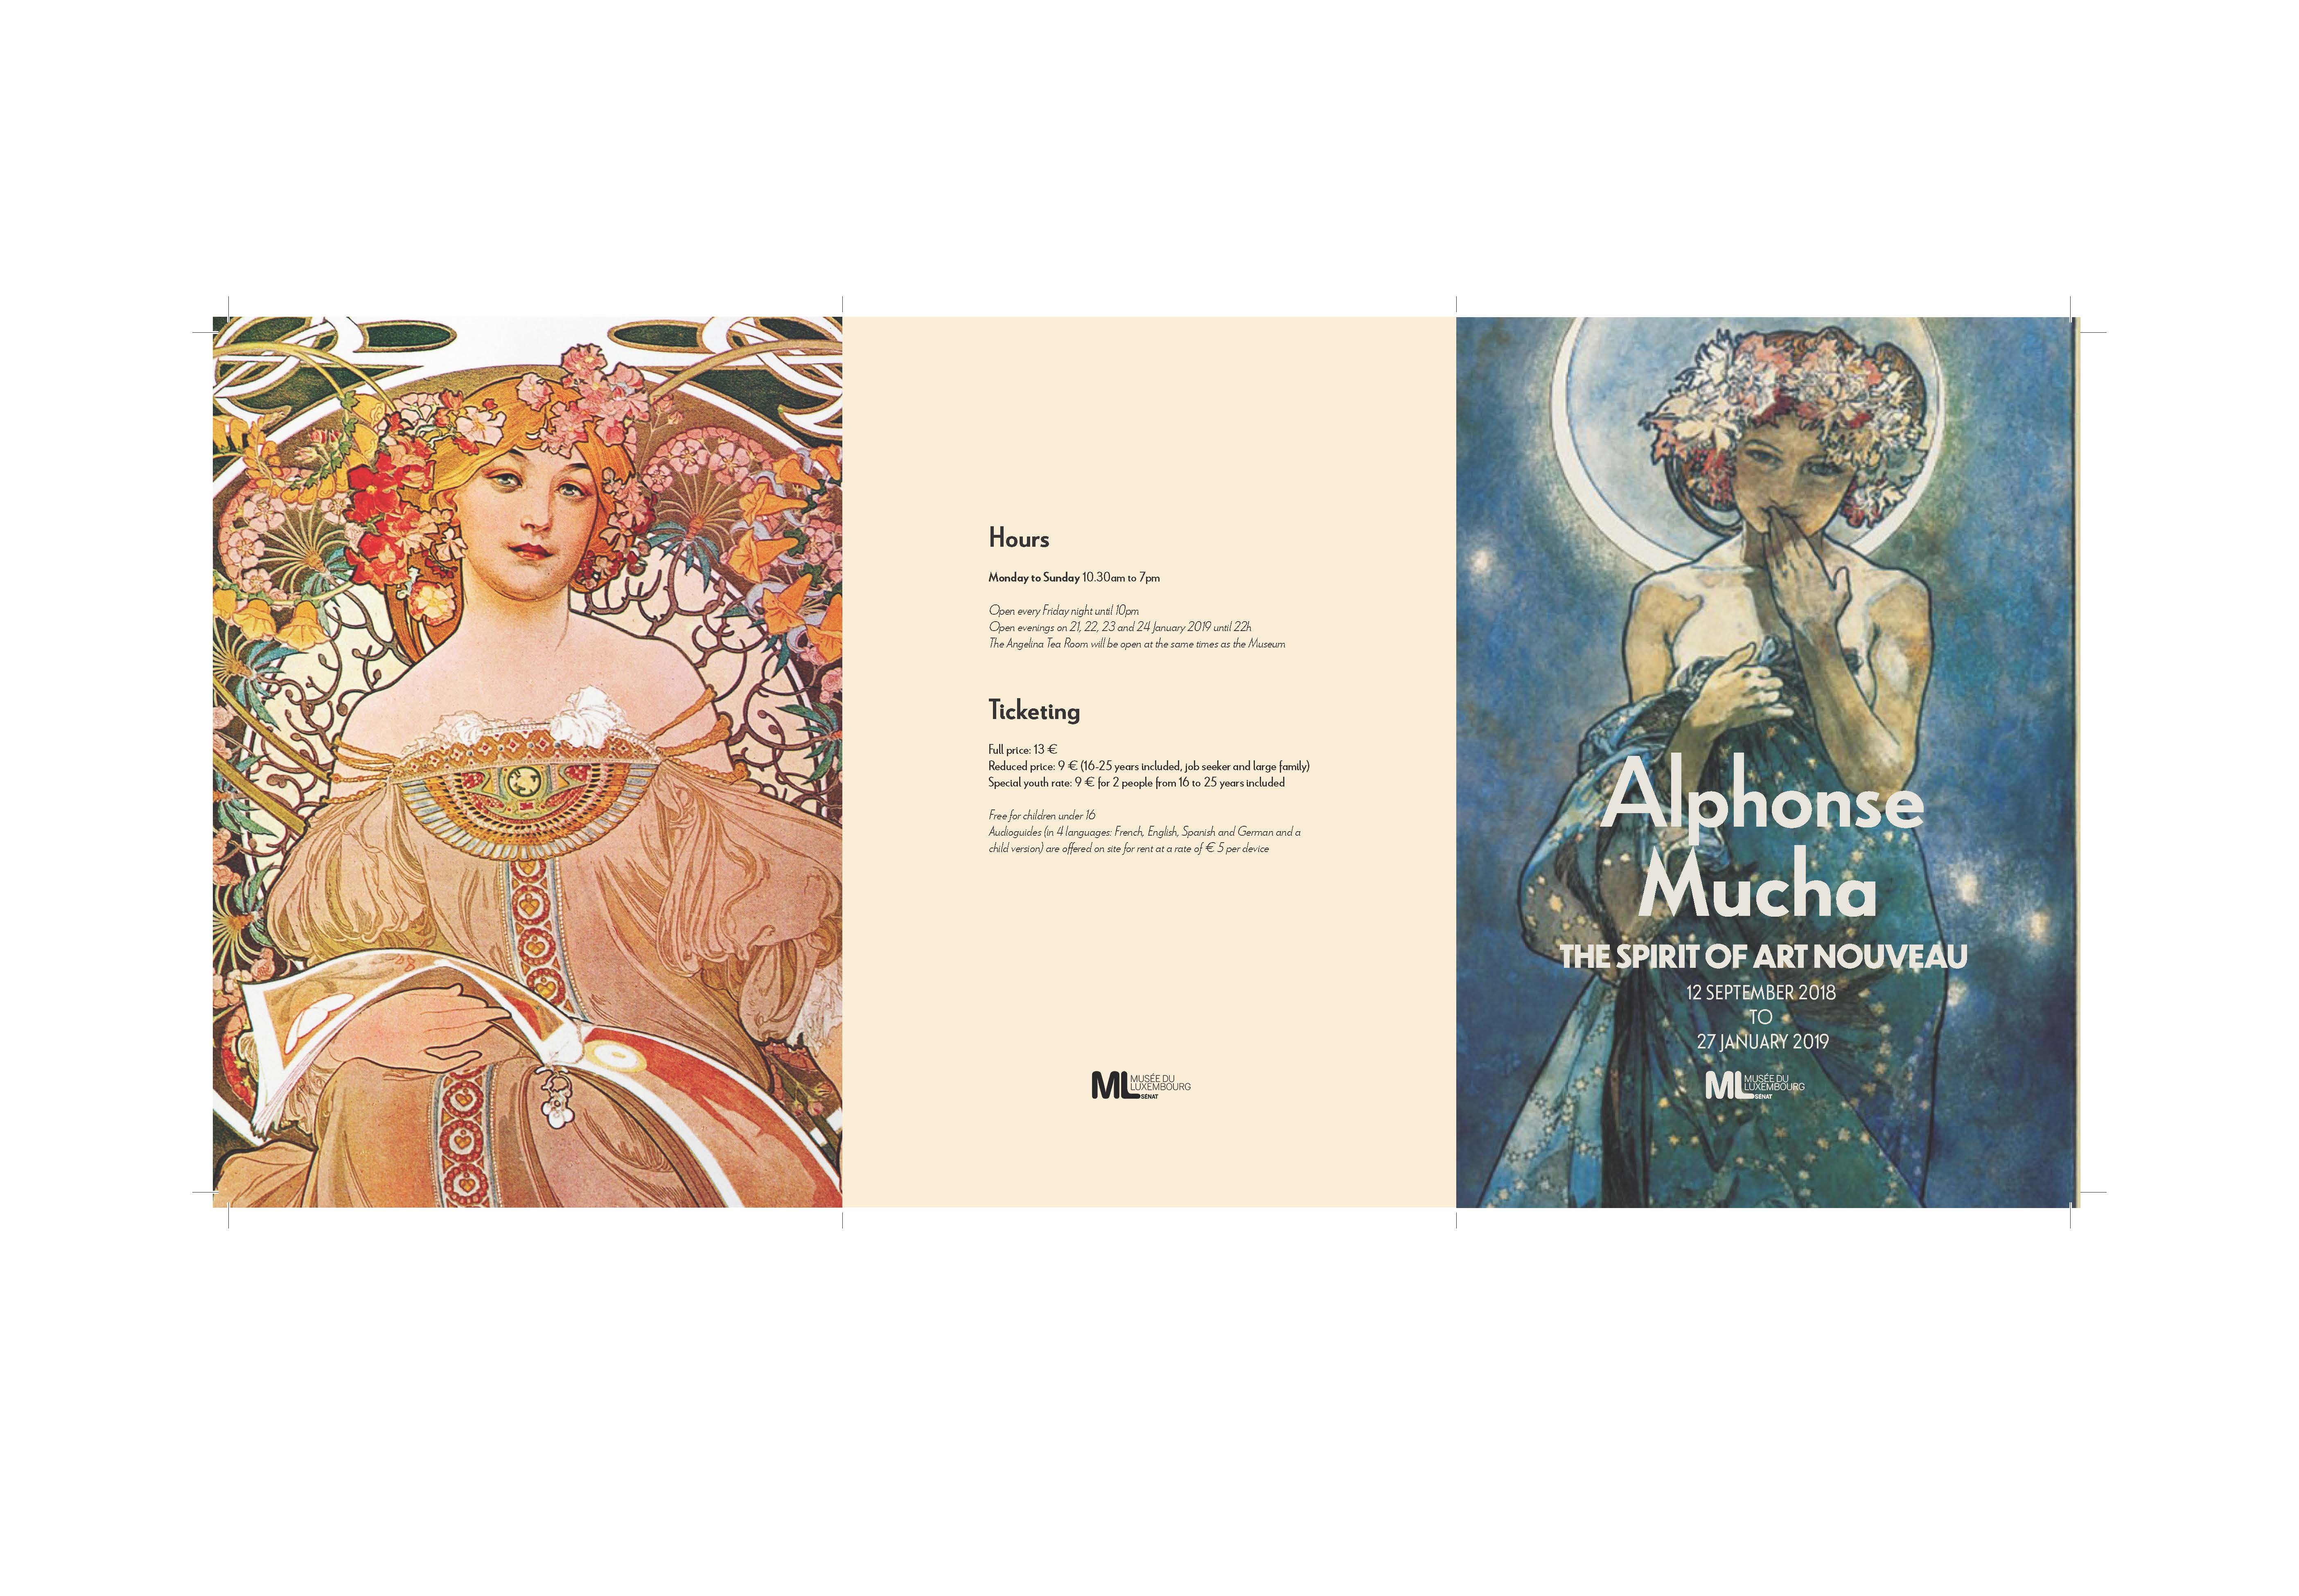 Hours
Monday to Sunday 10.30am to 7pm
Open every Friday night until 10pm
Open evenings on 21, 22, 23 and 24 January 2019 until 22h
The Angelina Tea Room will be open at the same times as the Museum
Ticketing
Full price: 13 €
Reduced price: 9 € (16-25 years included, job seeker and large family)
Special youth rate: 9 € for 2 people from 16 to 25 years included
Free for children under 16
Audioguides (in 4 languages: French, English, Spanish and German and a
child version) are offered on site for rent at a rate of € 5 per device
ML MUSÉE DU
LUXEMBOURG
SÉNAT
Alphonse
Mucha
THE SPIRIT OF ART NOUVEAU
12 SEPTEMBER 2018
TO
27 JANUARY 2019
ML MUSÉE DU
LUXEMBOURG
SÉNAT